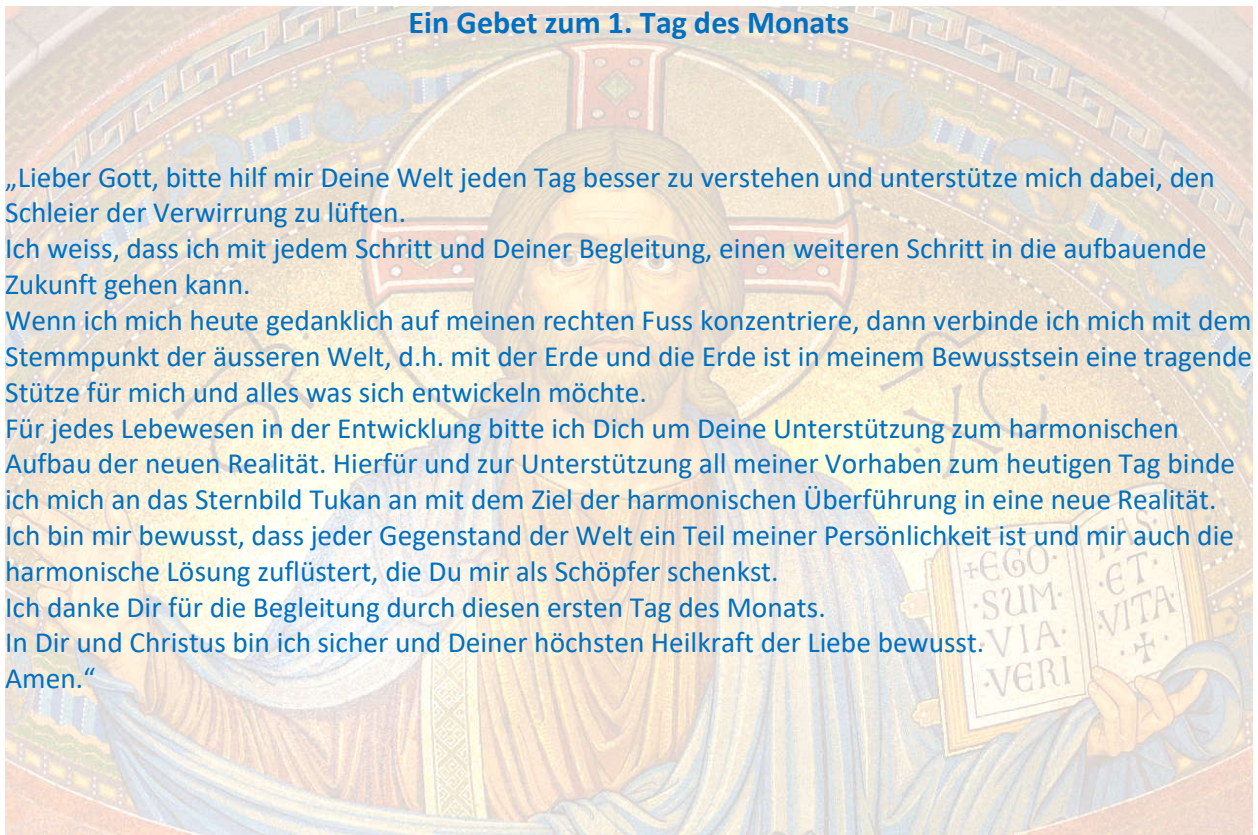 Ein Gebet zum 1. Tag des Monats
„Lieber Gott, bitte hilf mir Deine Welt jeden Tag besser zu verstehen und unterstütze mich dabei, den
Schleier der Verwirrung zu lüften.
Ich weiss, dass ich mit jedem Schritt und Deiner Begleitung, einen weiteren Schritt in die aufbauende
Zukunft gehen kann.
Wenn ich mich heute gedanklich auf meinen rechten Fuss konzentriere, dann verbinde ich mich mit dem
Stemmpunkt der äusseren Welt, d.h. mit der Erde und die Erde ist in meinem Bewusstsein eine tragende
Stütze für mich und alles was sich entwickeln möchte.
Für jedes Lebewesen in der Entwicklung bitte ich Dich um Deine Unterstützung zum harmonischen
Aufbau der neuen Realität. Hierfür und zur Unterstützung all meiner Vorhaben zum heutigen Tag binde
ich mich an das Sternbild Tukan an mit dem Ziel der harmonischen Überführung in eine neue Realität.
Ich bin mir bewusst, dass jeder Gegenstand der Welt ein Teil meiner Persönlichkeit ist und mir auch die
harmonische Lösung zuflüstert, die Du mir als Schöpfer schenkst.
Ich danke Dir für die Begleitung durch diesen ersten Tag des Monats.
In Dir und Christus bin ich sicher und Deiner höchsten Heilkraft der Liebe bewusst.
Amen.“
+EGO·
·SUM·
VIA·
·VERI
TAS·
·ET·
VITA